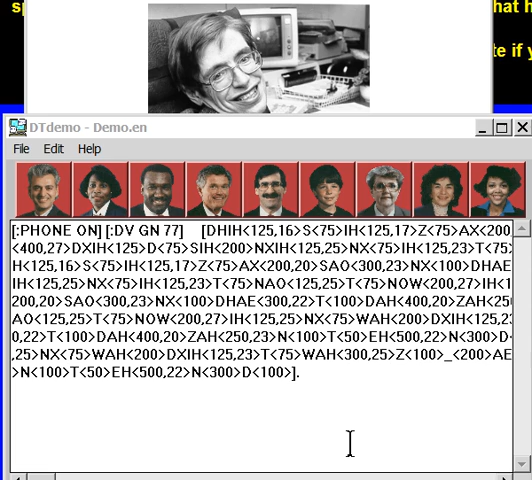 sp
hat h
te if y
DTdemo - Demo.en
File Edit Help
[:PHONE ON] [:DV GN 77] [DHIH<125,16>S<75>IH<125,17>Z<75>AX<200
<400,27>DXIH<125>D<75>SIH<200>NXIH<125,25>NX<75>IH<125,23>T<75>
H<125,16>S<75>IH<125,17>Z<75>AX<200,20>SAO<300,23>NX<100>DHAE
IH<125,25>NX<75>IH<125,23>T<75>NAO<125,25>T<75>NOW<200,27>IH<
200,20>SAO<300,23>NX<100>DHAE<300,22>T<100>DAH<400,20>ZAH<25
AO<125,25>T<75>NOW<200,27>IH<125,25>NX<75>WAH<200>DXIH<125,2
0,22>T<100>DAH<400,20>ZAH<250,23>N<100>T<50>EH<500,22>N<300>D
,25>NX<75>WAH<200>DXIH<125,23>T<75>WAH<300,25>Z<100>_<200>AE
>N<100>T<50>EH<500,22>N<300>D<100>].